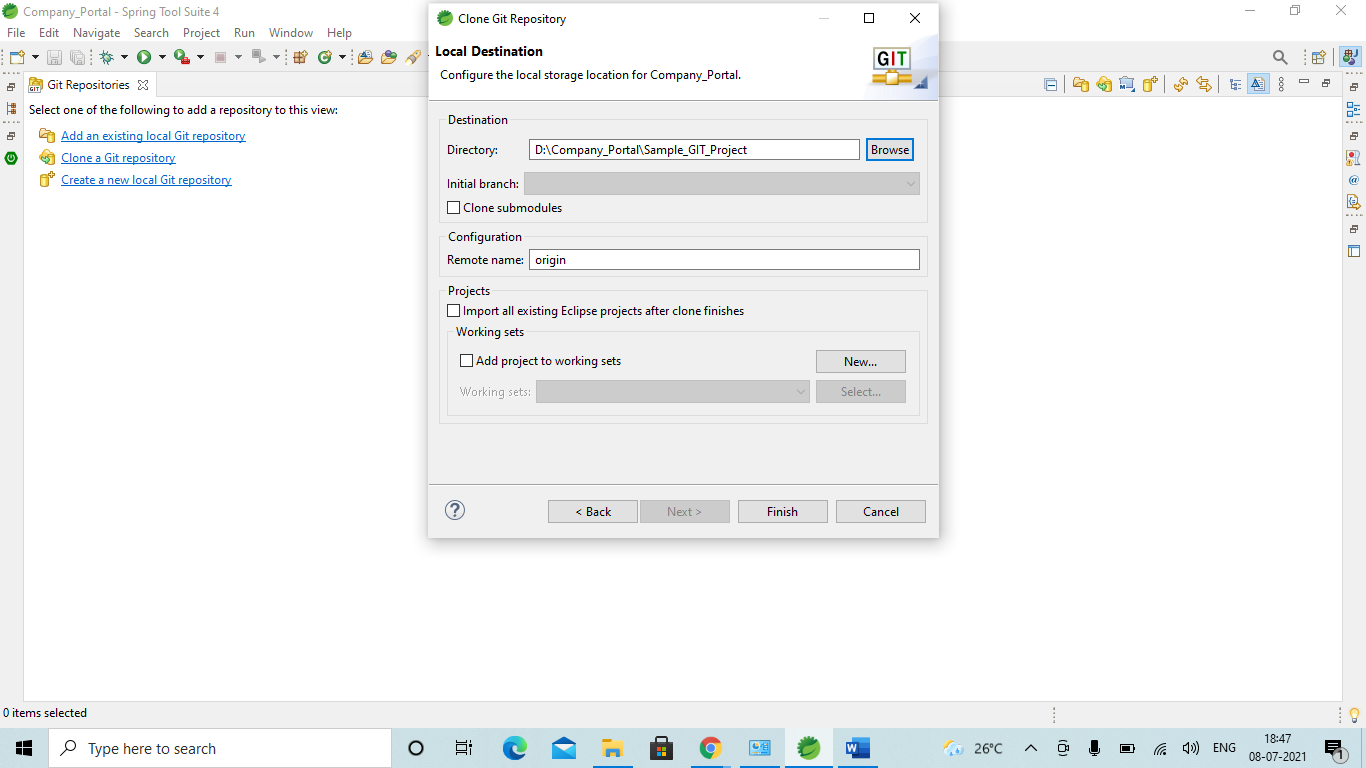 Company_Portal - Spring Tool Suite 4
File Edit Navigate Search Project Run Window Help
Git Repositories
Select one of the following to add a repository to this view:
Add an existing local Git repository
Clone a Git repository
Create a new local Git repository
Clone Git Repository
Local Destination
Configure the local storage location for Company_Portal.
GIT
Destination
Directory: D:\Company_Portal\Sample_GIT_Project Browse
Initial branch:
Clone submodules
Configuration
Remote name: origin
Projects
Import all existing Eclipse projects after clone finishes
Working sets
Add project to working sets New...
Working sets: Select...
? < Back Next > Finish Cancel
0 items selected
Type here to search
W
26°C ENG
18:47
08-07-2021
1